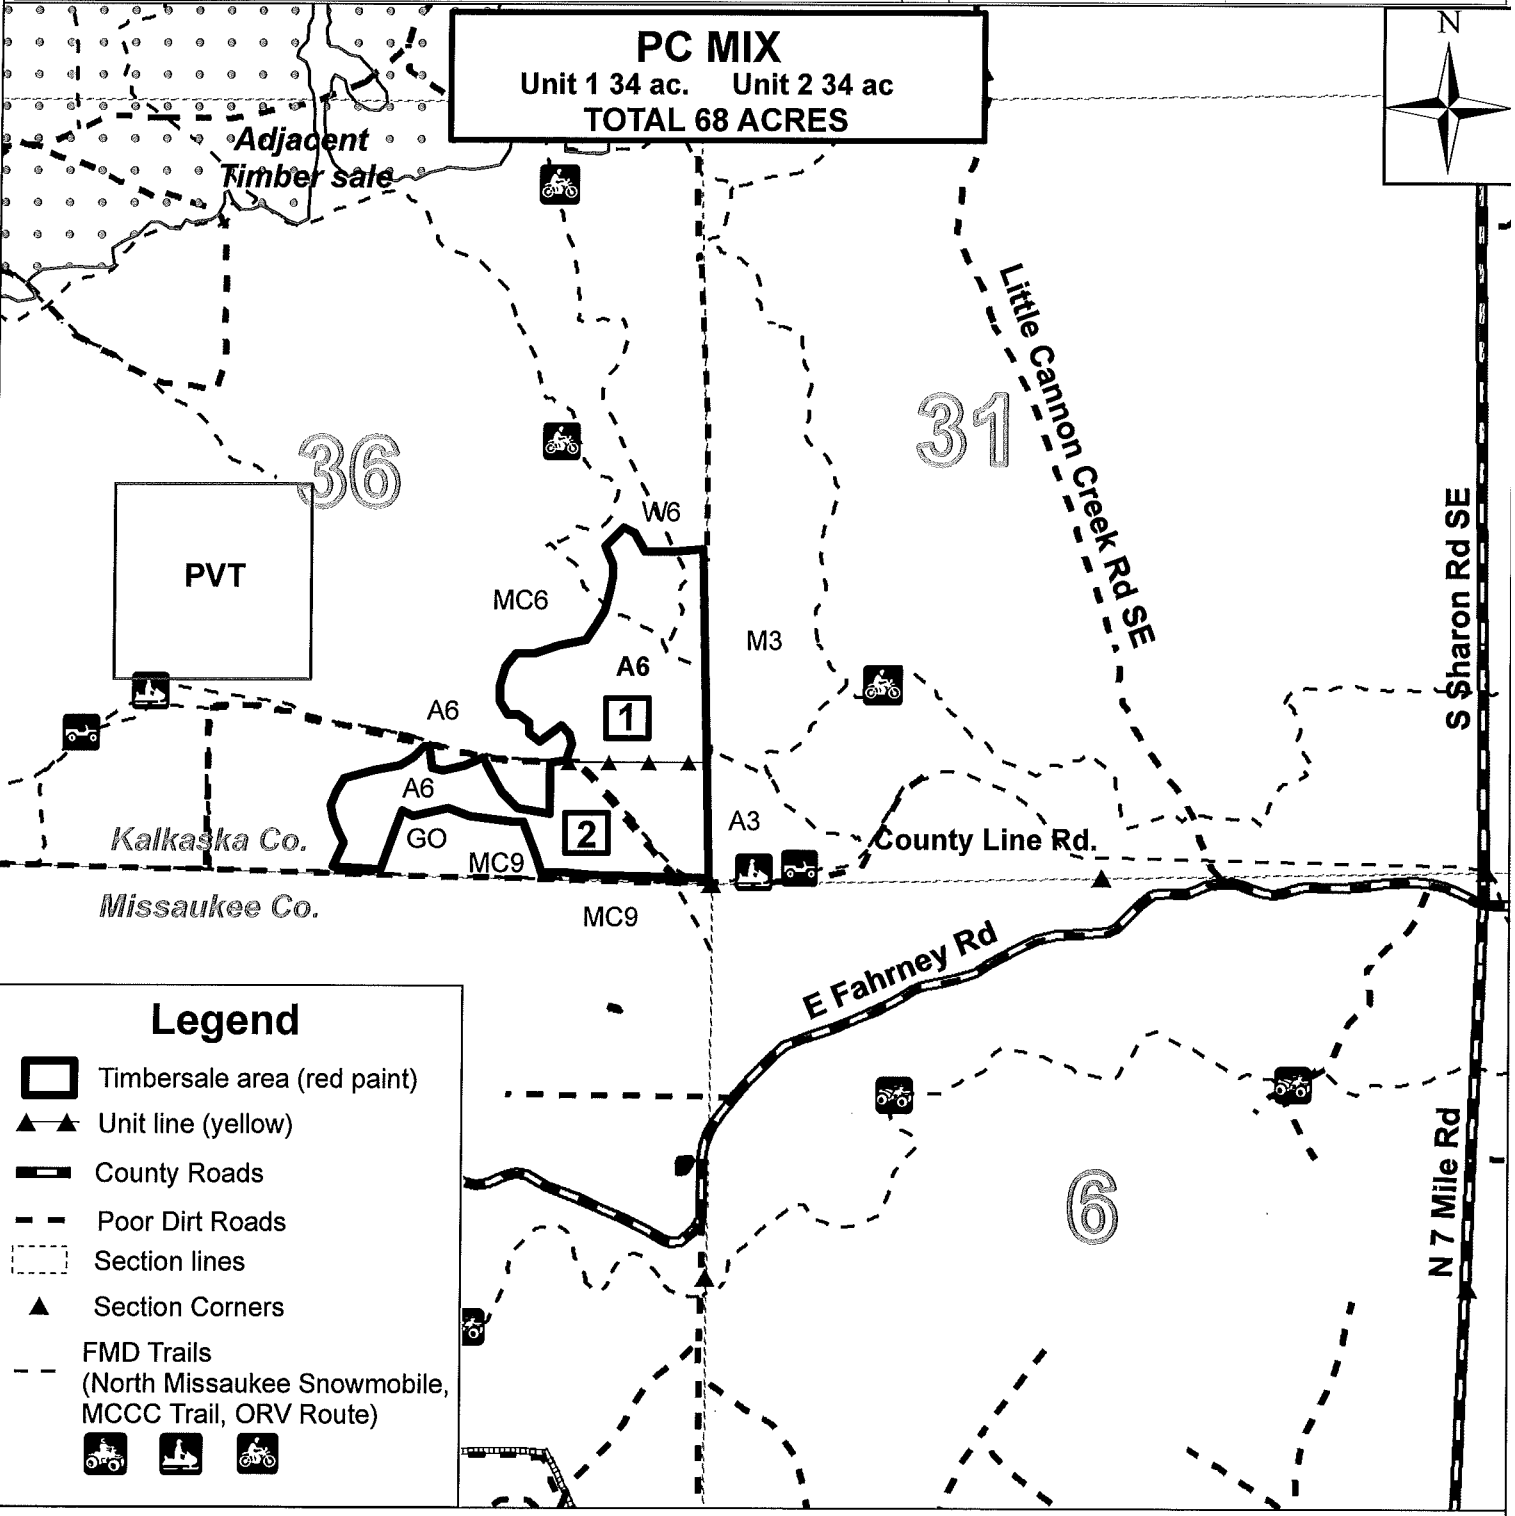 PC MIX
Unit 1 34 ac. Unit 2 34 ac
TOTAL 68 ACRES
N
Adjacent
Timber sale
Little Cannon Creek Rd SE
31
36
S Sharon Rd SE
W6
PVT
MC6
M3
A6
1
A6
A6
2
A3
Kalkaska Co.
GO
County Line Rd.
MC9
Missaukee Co.
MC9
E Fahrney Rd
N 7 Mile Rd
6
Legend
Timbersale area (red paint)
Unit line (yellow)
County Roads
Poor Dirt Roads
Section lines
Section Corners
FMD Trails
(North Missaukee Snowmobile,
MCCC Trail, ORV Route)